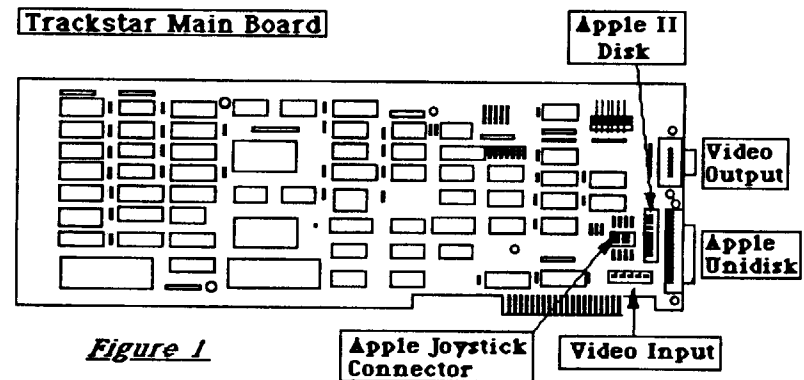 Trackstar Main Board
Apple II
Disk
Video
Output
Apple
Unidisk
Figure 1
Apple Joystick
Connector
Video Input